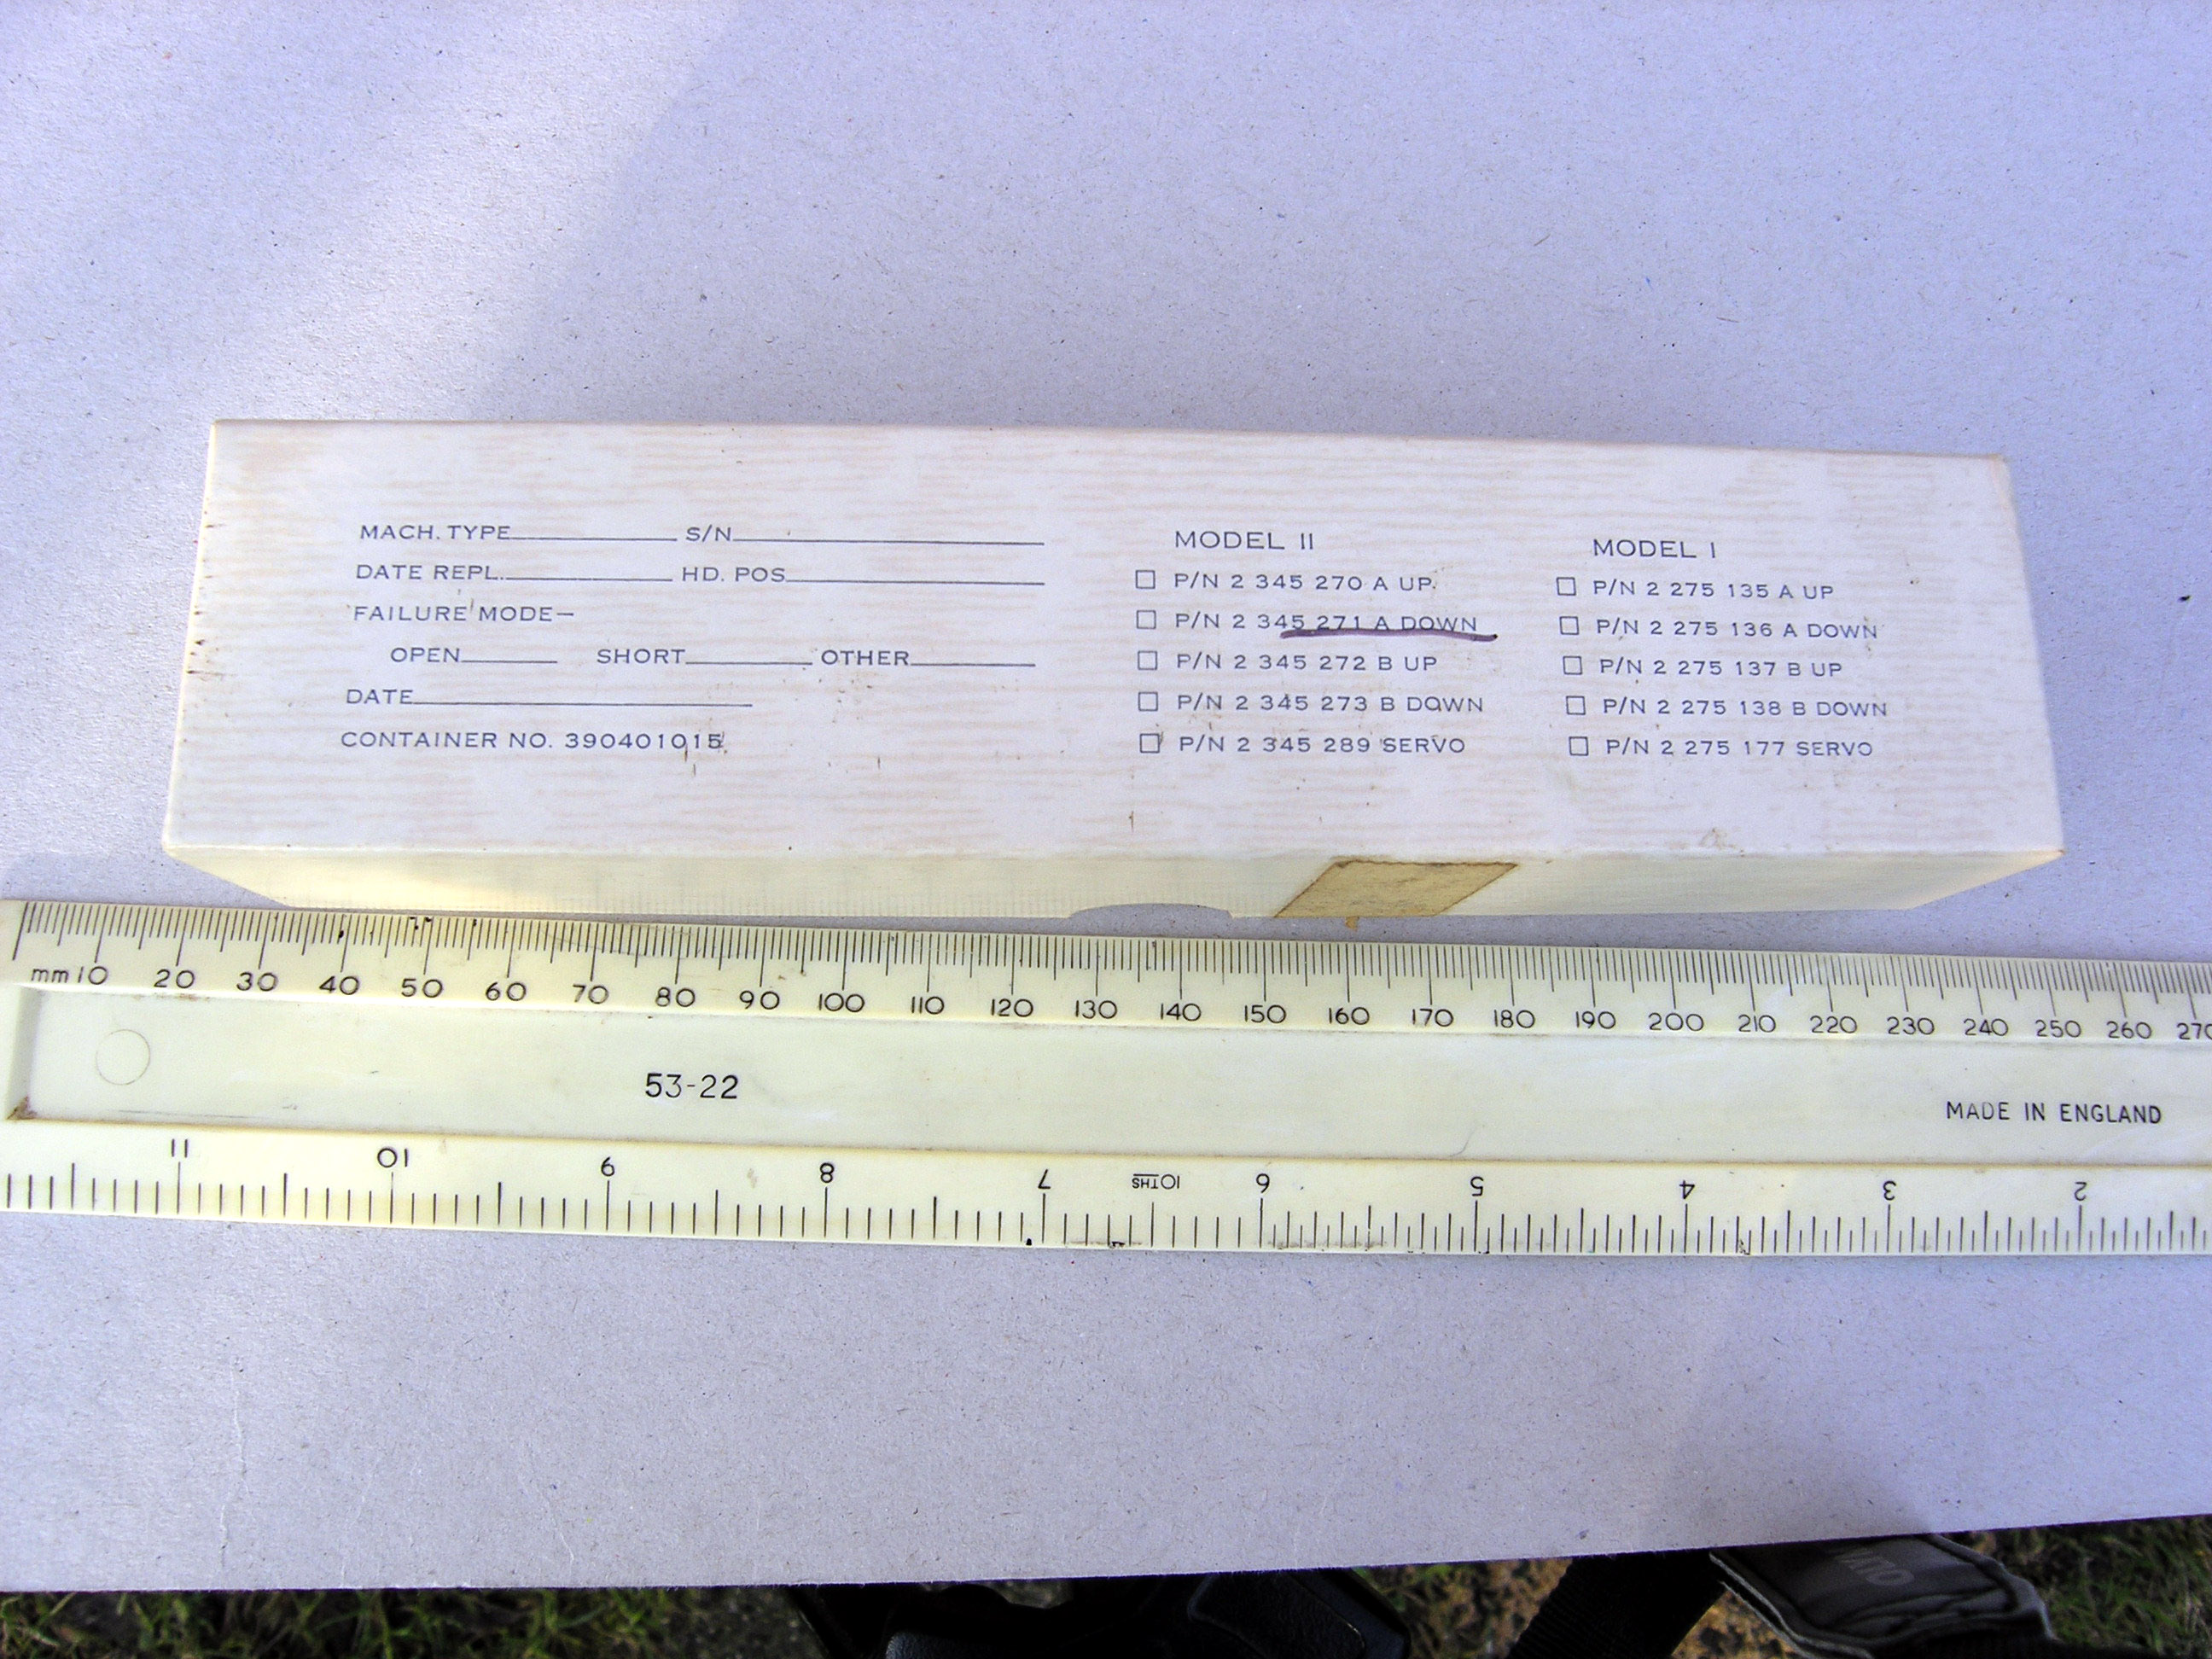 MACH. TYPE S/N
DATE REPL. HD. POS.
FAILURE MODE—
OPEN SHORT OTHER
DATE
CONTAINER NO. 390401015
MODEL II
P/N 2 345 270 A UP.
P/N 2 345 271 A DOWN
P/N 2 345 272 B UP
P/N 2 345 273 B DOWN
P/N 2 345 289 SERVO
MODEL I
P/N 2 275 135 A UP
P/N 2 275 136 A DOWN
P/N 2 275 137 B UP
P/N 2 275 138 B DOWN
P/N 2 275 177 SERVO
mm 10 20 30 40 50 60 70 80 90 100 110 120 130 140 150 160 170 180 190 200 210 220 230 240 250 260 270
53-22
MADE IN ENGLAND
11 10 9 8 7 10THS 6 5 4 3 2